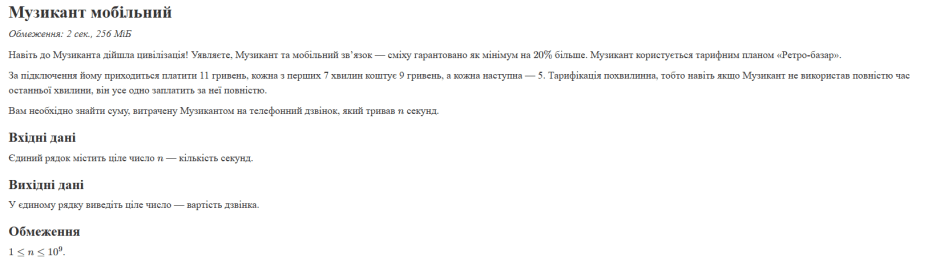 Музикант мобільний
Обмеження: 2 сек., 256 МіБ
Навіть до Музиканта дійшла цивілізація! Уявляєте, Музикант та мобільний зв’язок — сміху гарантовано як мінімум на 20% більше. Музикант користується тарифним планом «Ретро-базар».
За підключення йому приходиться платити 11 гривень, кожна з перших 7 хвилин коштує 9 гривень, а кожна наступна — 5. Тарифікація похвилинна, тобто навіть якщо Музикант не використав повністю час
останньої хвилини, він усе одно заплатить за неї повністю.
Вам необхідно знайти суму, витрачену Музикантом на телефонний дзвінок, який тривав n секунд.
Вхідні дані
Єдиний рядок містить ціле число n — кількість секунд.
Вихідні дані
У єдиному рядку виведіть ціле число — вартість дзвінка.
Обмеження
1 ≤ n ≤ 10⁹.